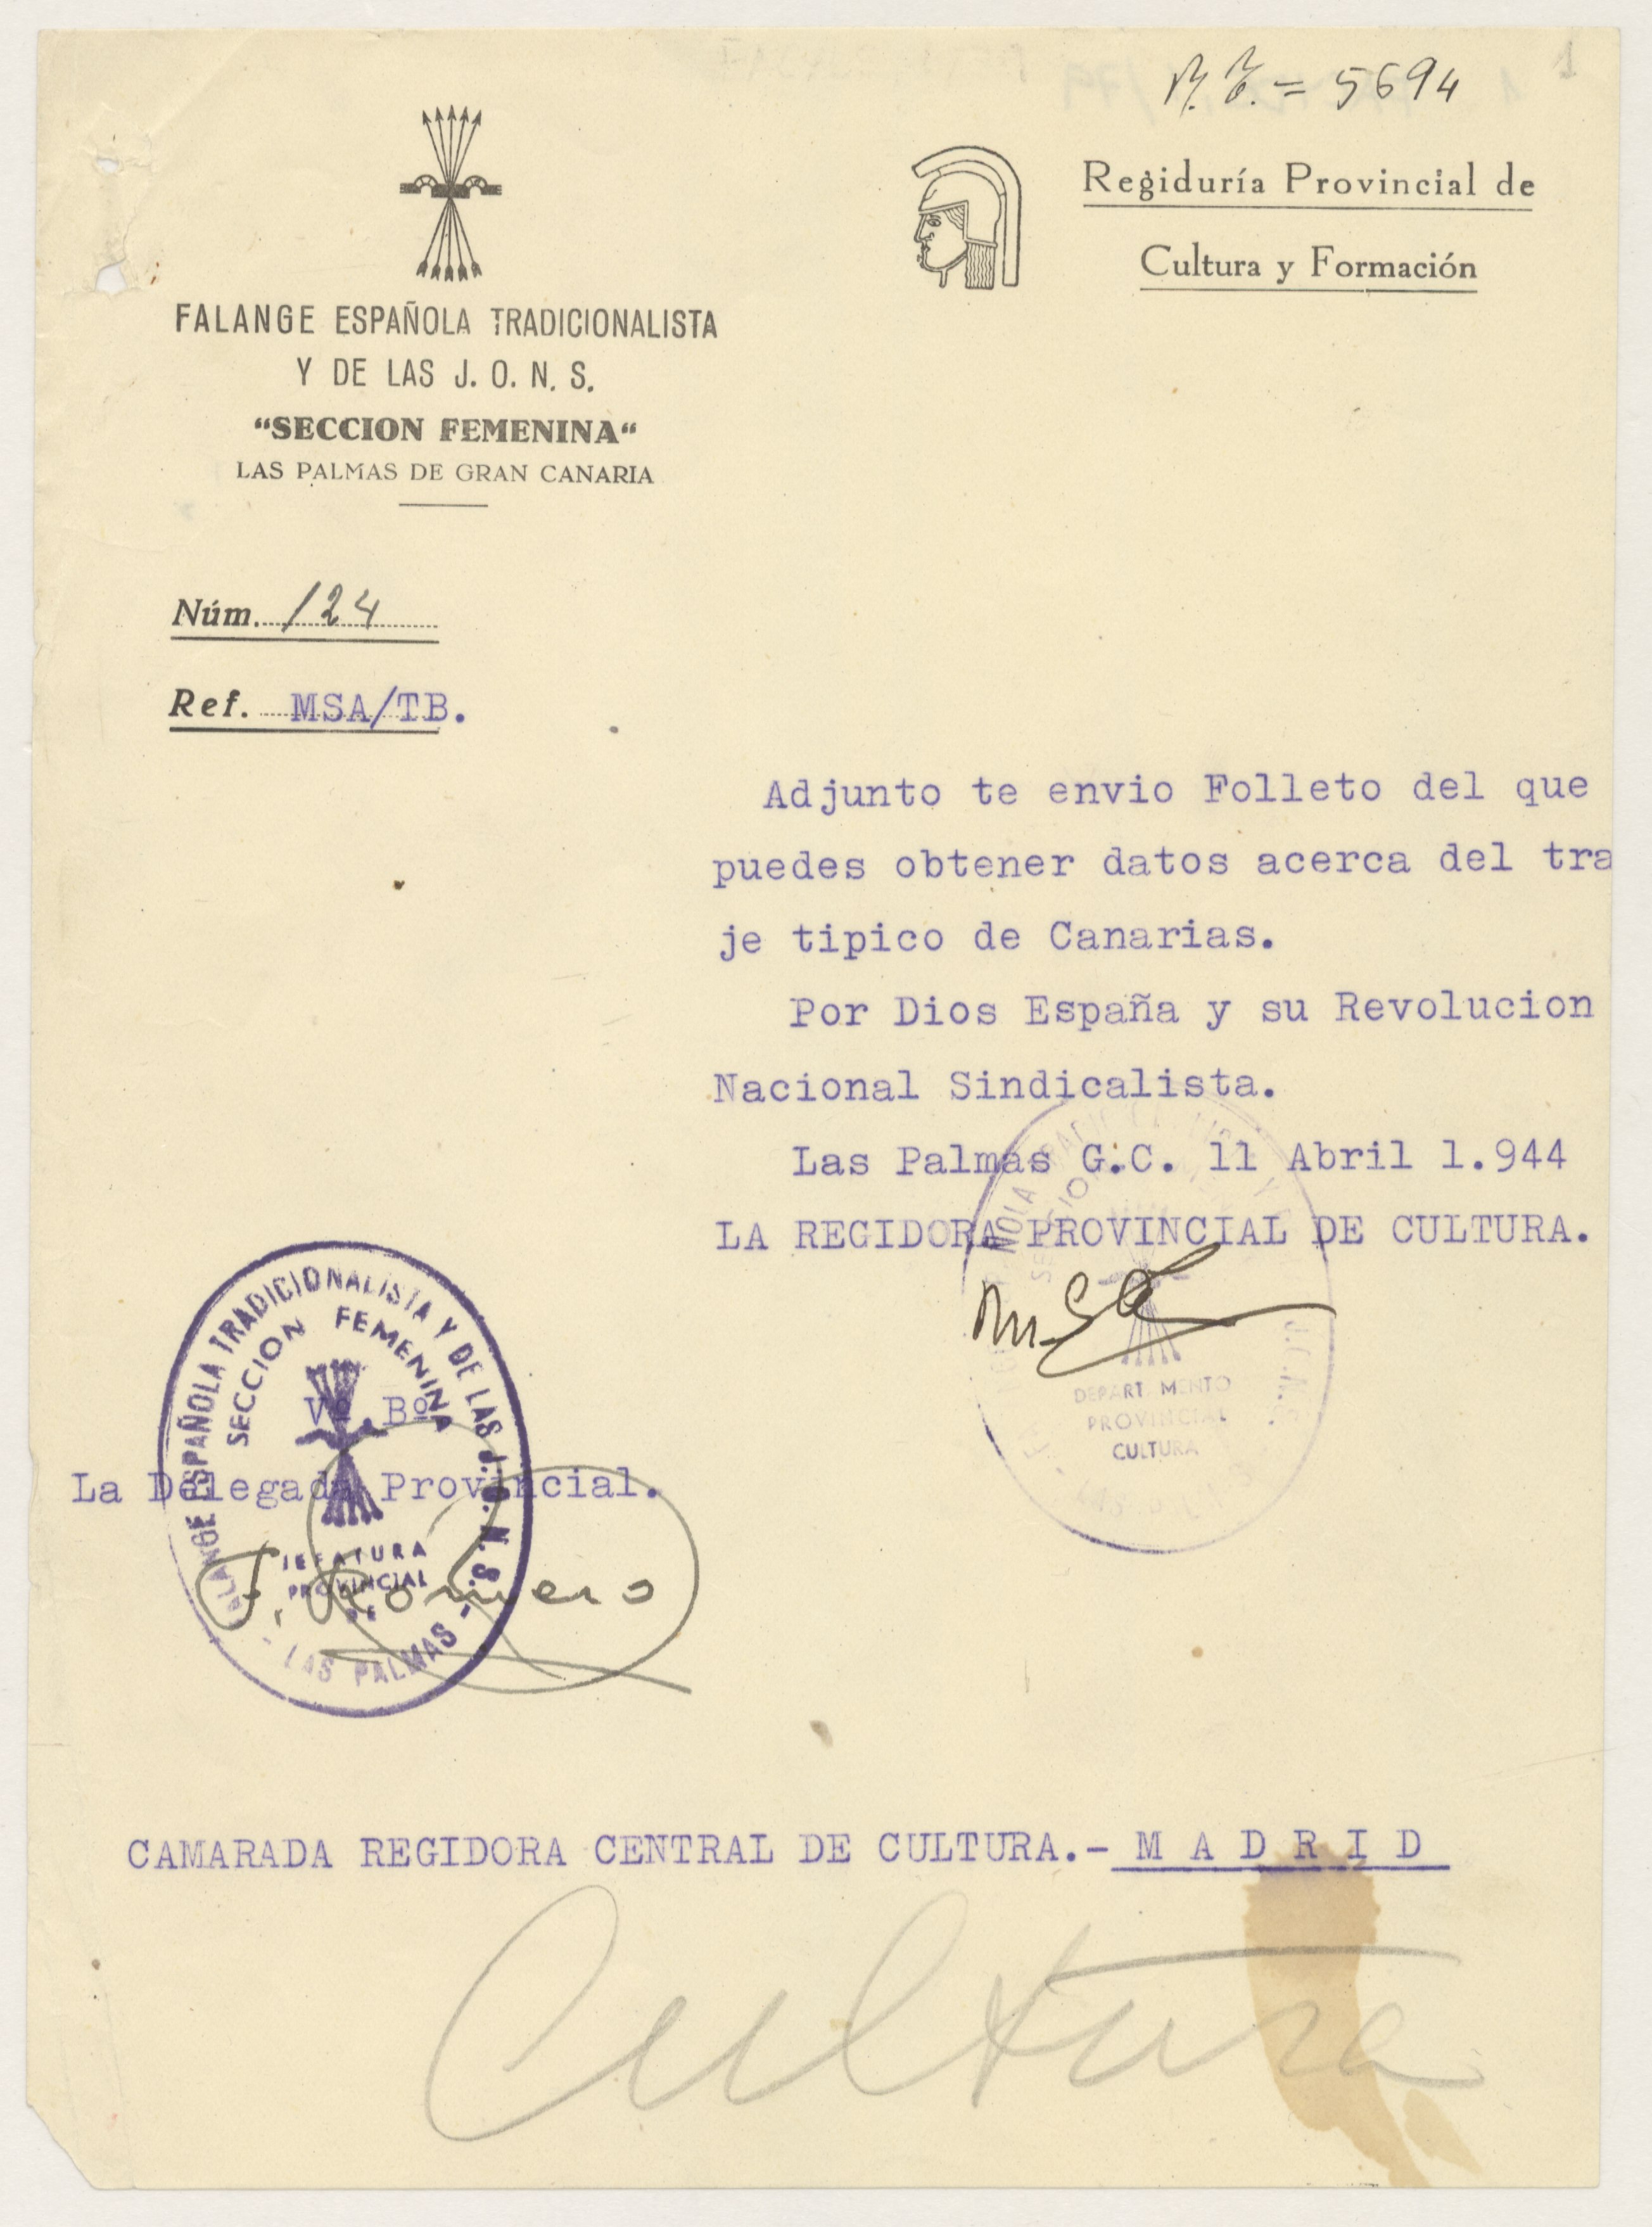 = 5694
1
Regiduría Provincial de
Cultura y Formación
FALANGE ESPAÑOLA TRADICIONALISTA
Y DE LAS J. O. N. S.
“SECCION FEMENINA“
LAS PALMAS DE GRAN CANARIA
Núm. 124
Ref. MSA/TB.
Adjunto te envio Folleto del que
puedes obtener datos acerca del tra
je tipico de Canarias.
Por Dios España y su Revolucion
Nacional Sindicalista.
Las Palmas G.C. 11 Abril 1.944
LA REGIDORA PROVINCIAL DE CULTURA.
DEPARTAMENTO
PROVINCIAL
CULTURA
FALANGE ESPAÑOLA TRADICIONALISTA Y DE LAS J.O.N.S.
SECCION FEMENINA
Vº Bº
La Delegada Provincial.
JEFATURA
PROVINCIAL
DE
- LAS PALMAS -
F. Romero
CAMARADA REGIDORA CENTRAL DE CULTURA.- M A D R I D
Cultura